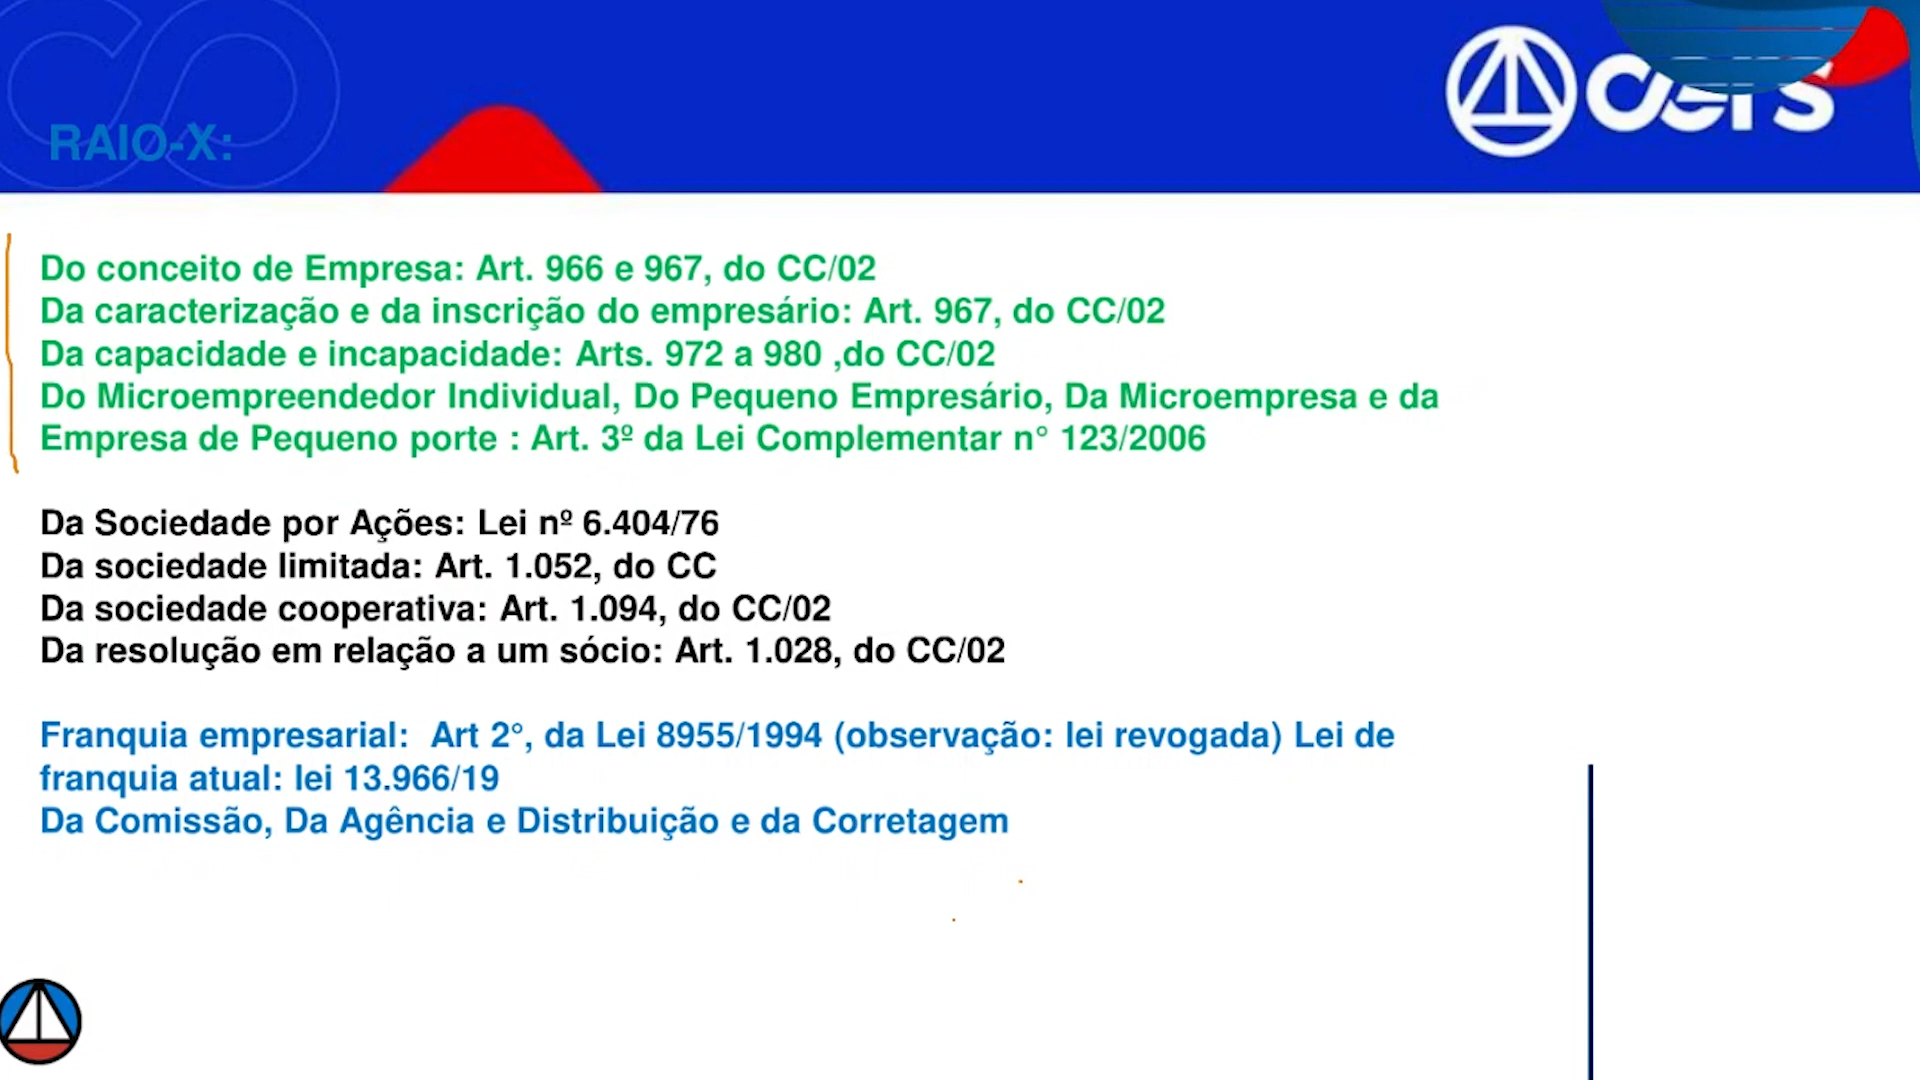 CERS
RAIO-X:
Do conceito de Empresa: Art. 966 e 967, do CC/02
Da caracterização e da inscrição do empresário: Art. 967, do CC/02
Da capacidade e incapacidade: Arts. 972 a 980 ,do CC/02
Do Microempreendedor Individual, Do Pequeno Empresário, Da Microempresa e da
Empresa de Pequeno porte : Art. 3º da Lei Complementar n° 123/2006
Da Sociedade por Ações: Lei nº 6.404/76
Da sociedade limitada: Art. 1.052, do CC
Da sociedade cooperativa: Art. 1.094, do CC/02
Da resolução em relação a um sócio: Art. 1.028, do CC/02
Franquia empresarial:  Art 2°, da Lei 8955/1994 (observação: lei revogada) Lei de
franquia atual: lei 13.966/19
Da Comissão, Da Agência e Distribuição e da Corretagem